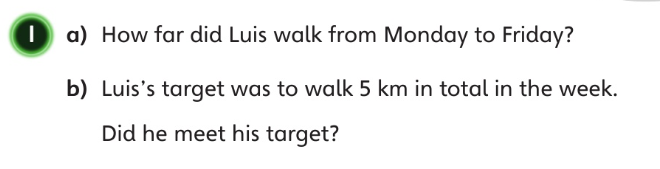 1 a) How far did Luis walk from Monday to Friday?
b) Luis's target was to walk 5 km in total in the week.
Did he meet his target?